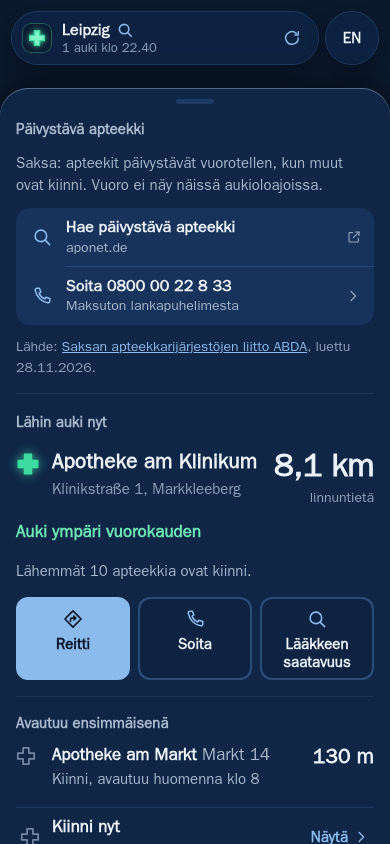 Leipzig
1 auki klo 22.40
EN
Päivystävä apteekki
Saksa: apteekit päivystävät vuorotellen, kun muut
ovat kiinni. Vuoro ei näy näissä aukioloajoissa.
Hae päivystävä apteekki
aponet.de
Soita 0800 00 22 8 33
Maksuton lankapuhelimesta
Lähde: Saksan apteekkarijärjestöjen liitto ABDA, luettu
28.11.2026.
Lähin auki nyt
Apotheke am Klinikum 8,1 km
Klinikstraße 1, Markkleeberg linnuntietä
Auki ympäri vuorokauden
Lähemmät 10 apteekkia ovat kiinni.
Reitti
Soita
Lääkkeen
saatavuus
Avautuu ensimmäisenä
Apotheke am Markt Markt 14 130 m
Kiinni, avautuu huomenna klo 8
Kiinni nyt
Näytä